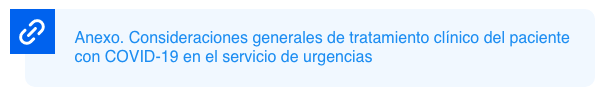 Anexo. Consideraciones generales de tratamiento clínico del paciente
con COVID-19 en el servicio de urgencias